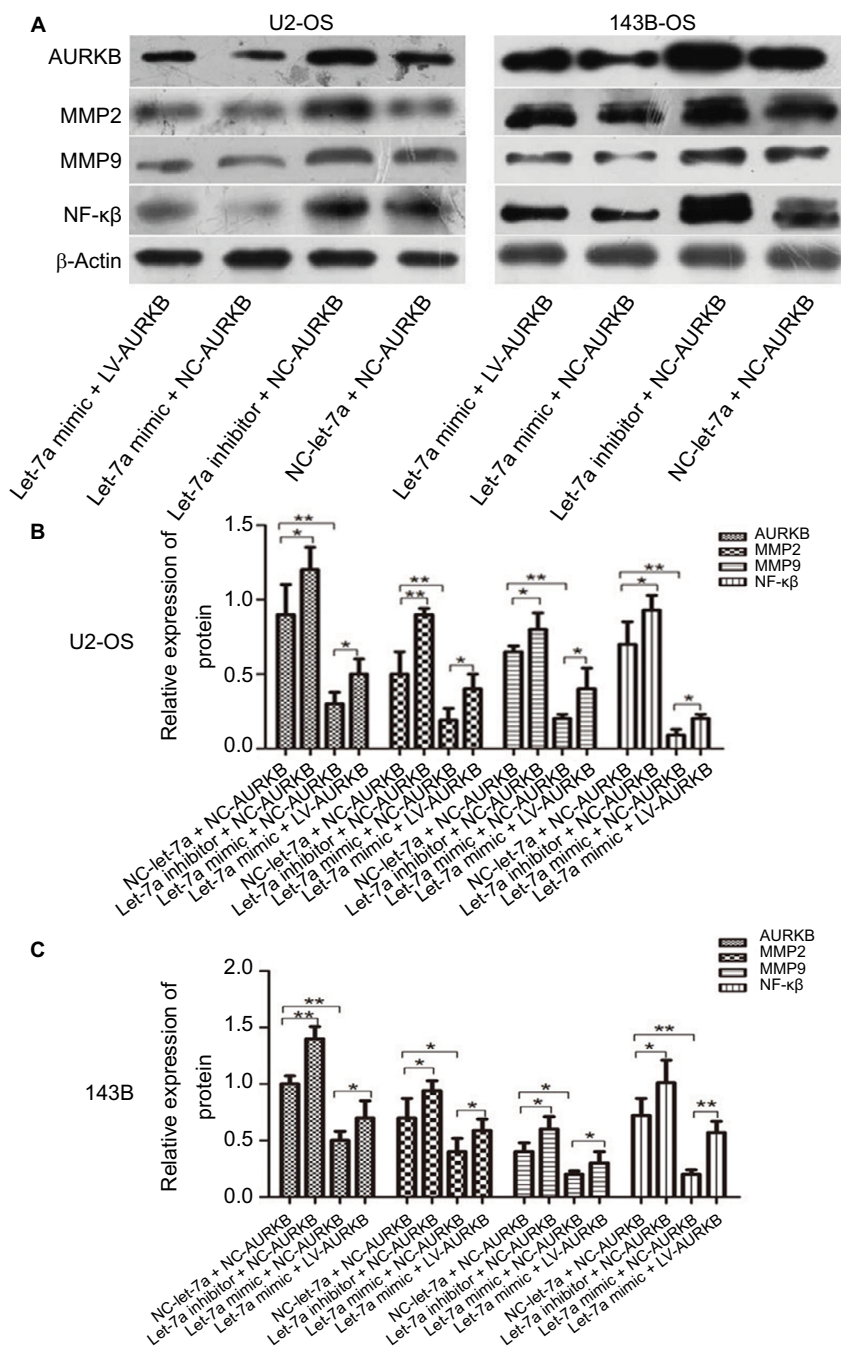 A
U2-OS
143B-OS
AURKB
MMP2
MMP9
NF-κβ
β-Actin
Let-7a mimic + LV-AURKB
Let-7a mimic + NC-AURKB
Let-7a inhibitor + NC-AURKB
NC-let-7a + NC-AURKB
Let-7a mimic + LV-AURKB
Let-7a mimic + NC-AURKB
Let-7a inhibitor + NC-AURKB
NC-let-7a + NC-AURKB
B
U2-OS
Relative expression of
protein
1.5
1.0
0.5
0.0
** * *
** ** *
** * *
** * *
AURKB
MMP2
MMP9
NF-κβ
NC-let-7a + NC-AURKB
Let-7a inhibitor + NC-AURKB
Let-7a mimic + NC-AURKB
Let-7a mimic + LV-AURKB
NC-let-7a + NC-AURKB
Let-7a inhibitor + NC-AURKB
Let-7a mimic + NC-AURKB
Let-7a mimic + LV-AURKB
NC-let-7a + NC-AURKB
Let-7a inhibitor + NC-AURKB
Let-7a mimic + NC-AURKB
Let-7a mimic + LV-AURKB
NC-let-7a + NC-AURKB
Let-7a inhibitor + NC-AURKB
Let-7a mimic + NC-AURKB
Let-7a mimic + LV-AURKB
C
143B
Relative expression of
protein
2.0
1.5
1.0
0.5
0.0
** ** *
* * *
* * *
** * **
AURKB
MMP2
MMP9
NF-κβ
NC-let-7a + NC-AURKB
Let-7a inhibitor + NC-AURKB
Let-7a mimic + NC-AURKB
Let-7a mimic + LV-AURKB
NC-let-7a + NC-AURKB
Let-7a inhibitor + NC-AURKB
Let-7a mimic + NC-AURKB
Let-7a mimic + LV-AURKB
NC-let-7a + NC-AURKB
Let-7a inhibitor + NC-AURKB
Let-7a mimic + NC-AURKB
Let-7a mimic + LV-AURKB
NC-let-7a + NC-AURKB
Let-7a inhibitor + NC-AURKB
Let-7a mimic + NC-AURKB
Let-7a mimic + LV-AURKB